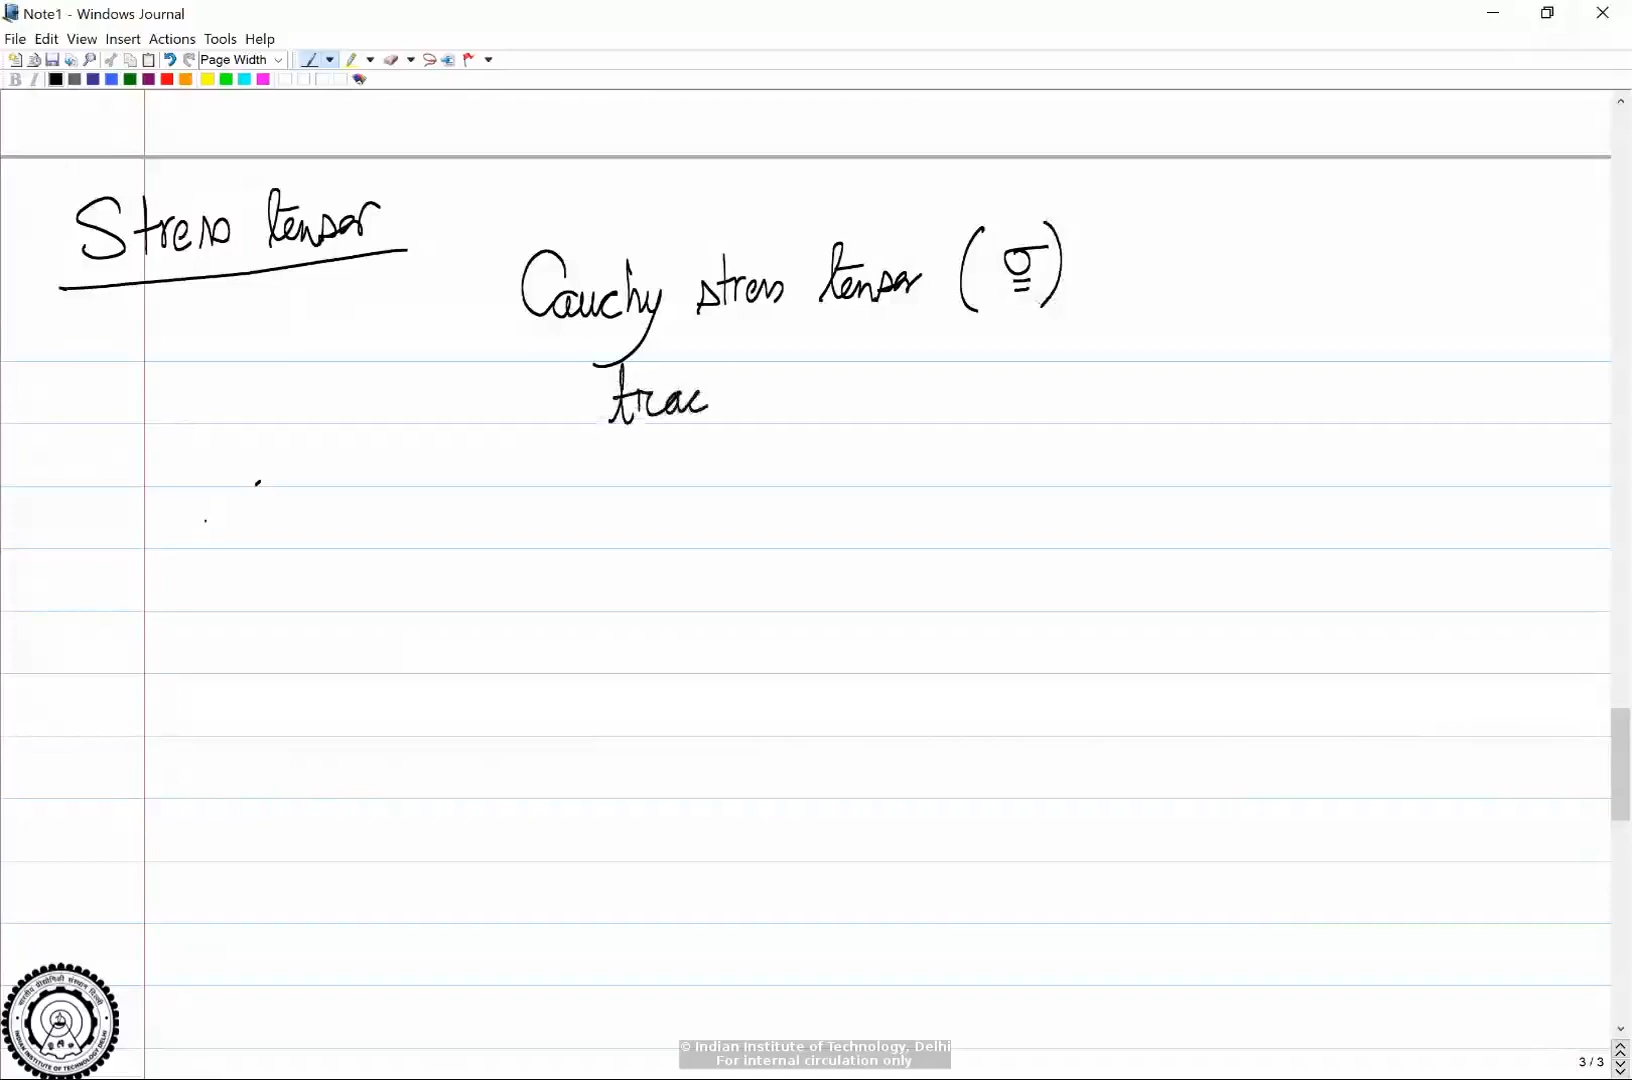 Note1 - Windows Journal
File Edit View Insert Actions Tools Help
Page Width
B I
Stress tensor
Cauchy stress tensor ( σ )
trac
© Indian Institute of Technology, Delhi
For internal circulation only
3 / 3